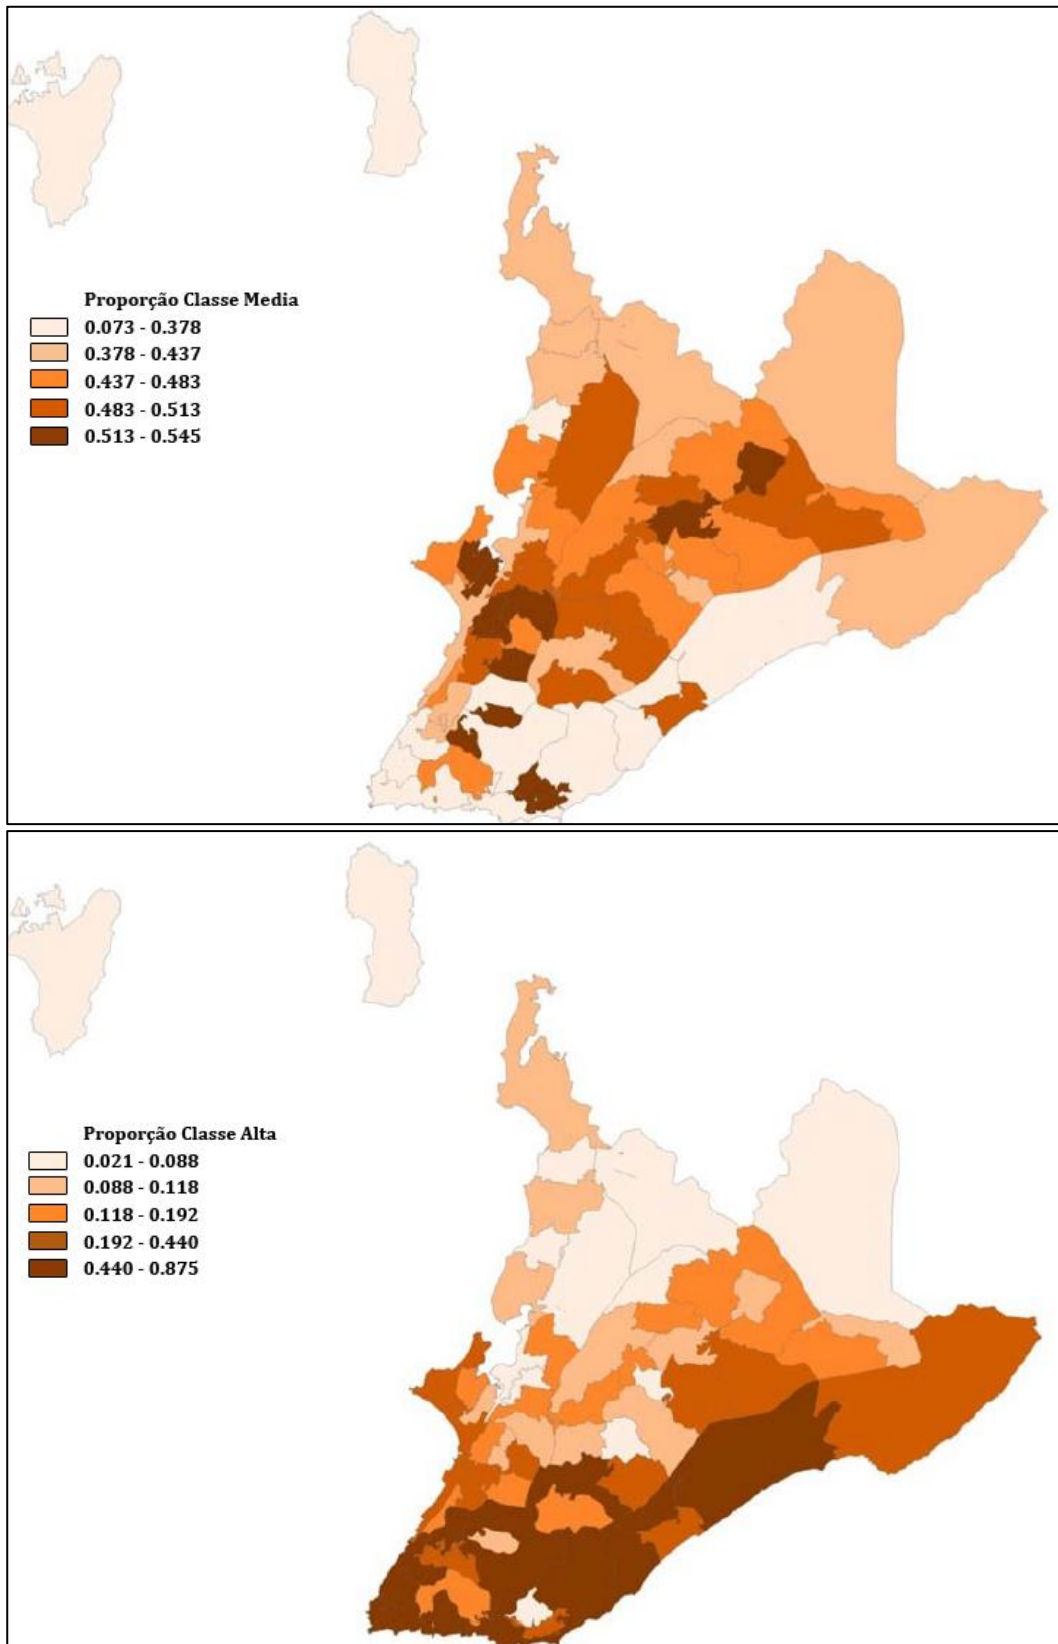 Proporção Classe Media
0.073 - 0.378
0.378 - 0.437
0.437 - 0.483
0.483 - 0.513
0.513 - 0.545
Proporção Classe Alta
0.021 - 0.088
0.088 - 0.118
0.118 - 0.192
0.192 - 0.440
0.440 - 0.875